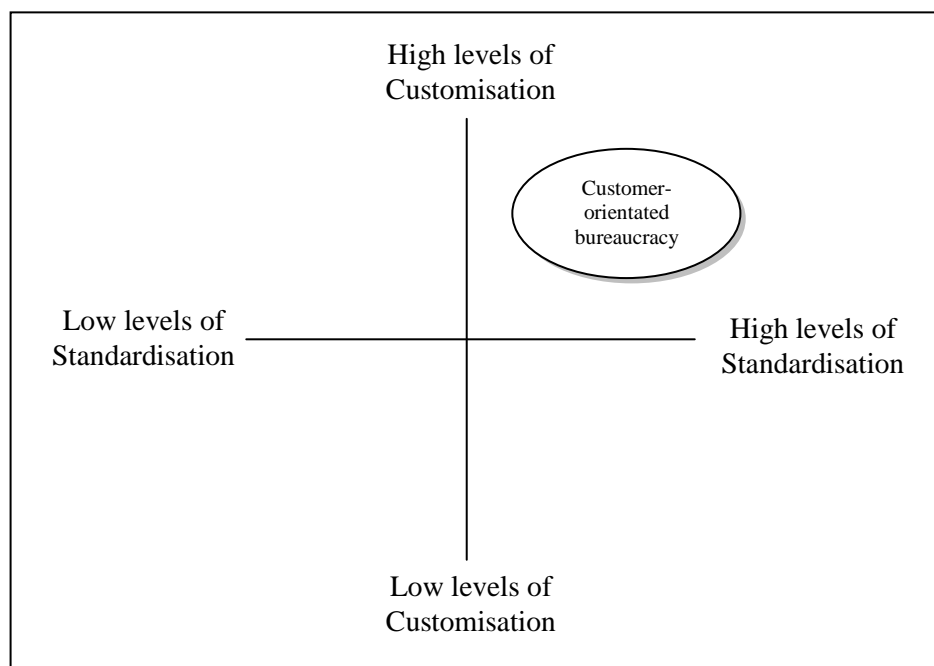 High levels of
Customisation
Customer-
orientated
bureaucracy
Low levels of
Standardisation
High levels of
Standardisation
Low levels of
Customisation